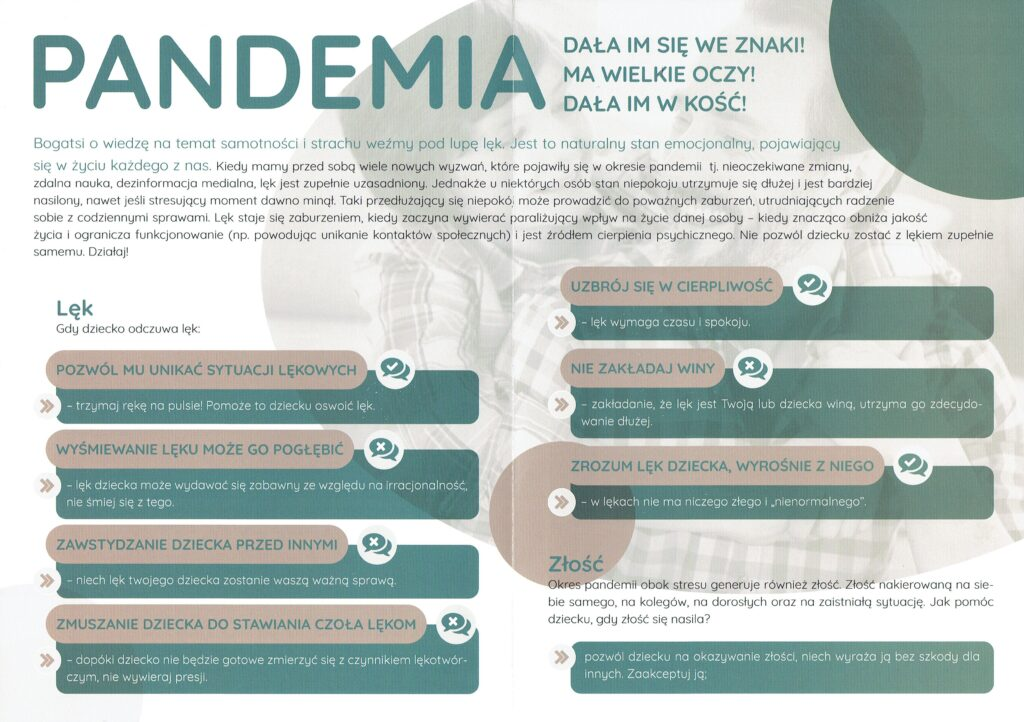 PANDEMIA
DAŁA IM SIĘ WE ZNAKI!
MA WIELKIE OCZY!
DAŁA IM W KOŚĆ!
Bogatsi o wiedzę na temat samotności i strachu weźmy pod lupę lęk. Jest to naturalny stan emocjonalny, pojawiający
się w życiu każdego z nas. Kiedy mamy przed sobą wiele nowych wyzwań, które pojawiły się w okresie pandemii tj. nieoczekiwane zmiany,
zdalna nauka, dezinformacja medialna, lęk jest zupełnie uzasadniony. Jednakże u niektórych osób stan niepokoju utrzymuje się dłużej i jest bardziej
nasilony, nawet jeśli stresujący moment dawno minął. Taki przedłużający się niepokój może prowadzić do poważnych zaburzeń, utrudniających radzenie
sobie z codziennymi sprawami. Lęk staje się zaburzeniem, kiedy zaczyna wywierać paraliżujący wpływ na życie danej osoby – kiedy znacząco obniża jakość
życia i ogranicza funkcjonowanie (np. powodując unikanie kontaktów społecznych) i jest źródłem cierpienia psychicznego. Nie pozwól dziecku zostać z lękiem zupełnie
samemu. Działaj!
Lęk
Gdy dziecko odczuwa lęk:
POZWÓL MU UNIKAĆ SYTUACJI LĘKOWYCH
– trzymaj rękę na pulsie! Pomoże to dziecku oswoić lęk.
WYŚMIEWANIE LĘKU MOŻE GO POGŁĘBIĆ
– lęk dziecka może wydawać się zabawny ze względu na irracjonalność,
nie śmiej się z tego.
ZAWSTYDZANIE DZIECKA PRZED INNYMI
– niech lęk twojego dziecka zostanie waszą ważną sprawą.
ZMUSZANIE DZIECKA DO STAWIANIA CZOŁA LĘKOM
– dopóki dziecko nie będzie gotowe zmierzyć się z czynnikiem lękotwór-
czym, nie wywieraj presji.
UZBRÓJ SIĘ W CIERPLIWOŚĆ
– lęk wymaga czasu i spokoju.
NIE ZAKŁADAJ WINY
– zakładanie, że lęk jest Twoją lub dziecka winą, utrzyma go zdecydo-
wanie dłużej.
ZROZUM LĘK DZIECKA, WYROŚNIE Z NIEGO
– w lękach nie ma niczego złego i „nienormalnego”.
Złość
Okres pandemii obok stresu generuje również złość. Złość nakierowaną na sie-
bie samego, na kolegów, na dorosłych oraz na zaistniałą sytuację. Jak pomóc
dziecku, gdy złość się nasila?
pozwól dziecku na okazywanie złości, niech wyraża ją bez szkody dla
innych. Zaakceptuj ją;